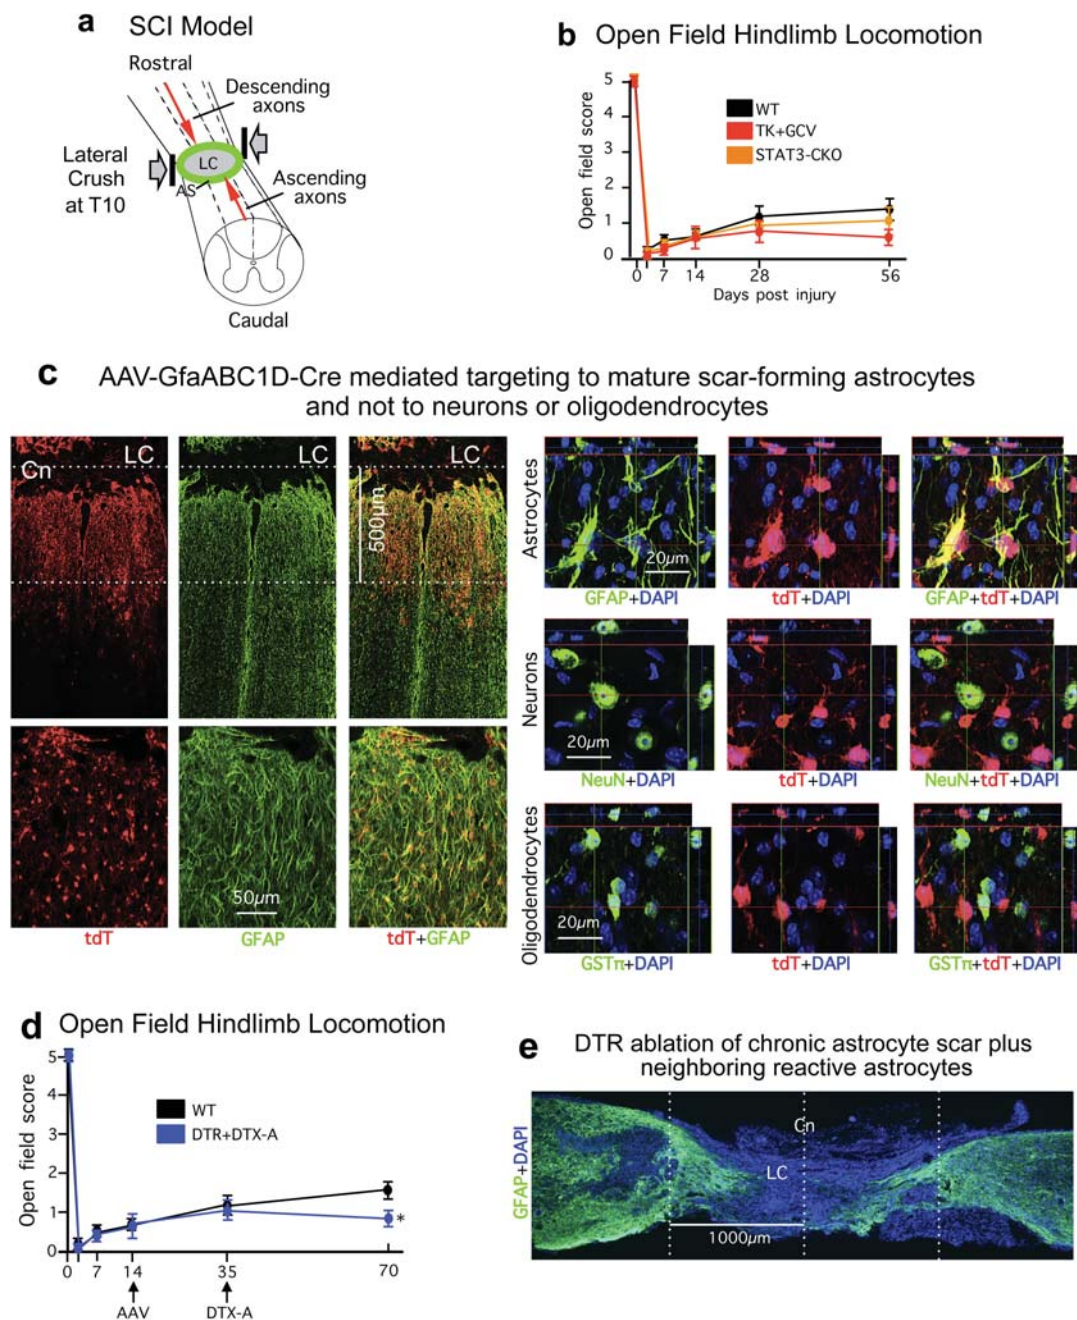 a SCI Model
Rostral
Descending
axons
Lateral
Crush
at T10
LC
AS
Ascending
axons
Caudal
b Open Field Hindlimb Locomotion
Open field score
5
4
3
2
1
0
WT
TK+GCV
STAT3-CKO
0 7 14 28 56
Days post injury
c AAV-GfaABC1D-Cre mediated targeting to mature scar-forming astrocytes
and not to neurons or oligodendrocytes
Cn LC
LC
LC
500µm
50µm
tdT
GFAP
tdT+GFAP
Astrocytes
20µm
GFAP+DAPI
tdT+DAPI
GFAP+tdT+DAPI
Neurons
20µm
NeuN+DAPI
tdT+DAPI
NeuN+tdT+DAPI
Oligodendrocytes
20µm
GSTπ+DAPI
tdT+DAPI
GSTπ+tdT+DAPI
d Open Field Hindlimb Locomotion
Open field score
5
4
3
2
1
0
WT
DTR+DTX-A
*
0 7 14 35 70
AAV
DTX-A
e DTR ablation of chronic astrocyte scar plus
neighboring reactive astrocytes
GFAP+DAPI
Cn
LC
1000µm